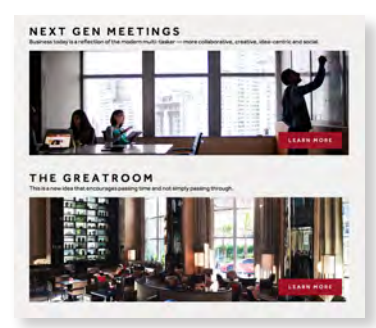 NEXT GEN MEETINGS
Business today is a reflection of the modern multi-tasker — more collaborative, creative, idea-centric and social.
LEARN MORE
THE GREATROOM
This is a new idea that encourages passing time and not simply passing through.
LEARN MORE